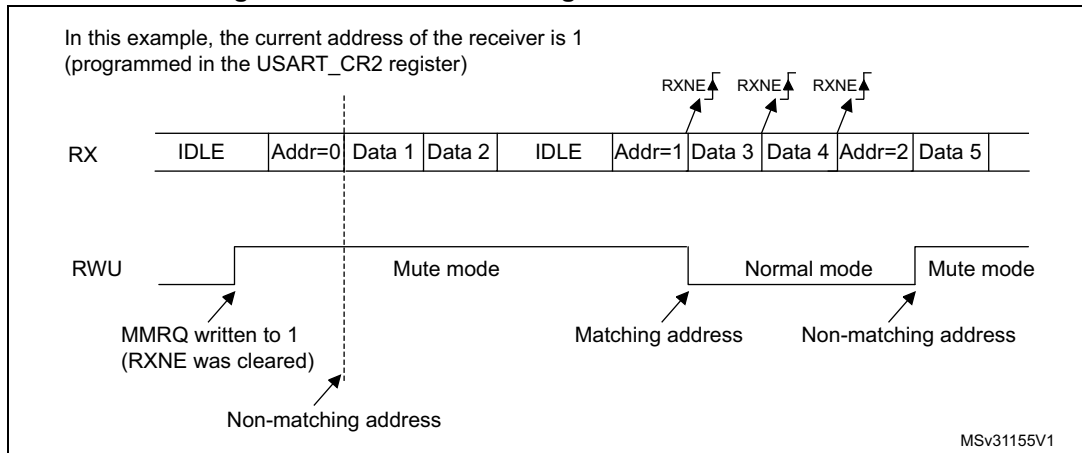 In this example, the current address of the receiver is 1
(programmed in the USART_CR2 register)
RXNE RXNE RXNE
RX IDLE Addr=0 Data 1 Data 2 IDLE Addr=1 Data 3 Data 4 Addr=2 Data 5
RWU Mute mode Normal mode Mute mode
MMRQ written to 1 Matching address Non-matching address
(RXNE was cleared)
Non-matching address
MSv31155V1